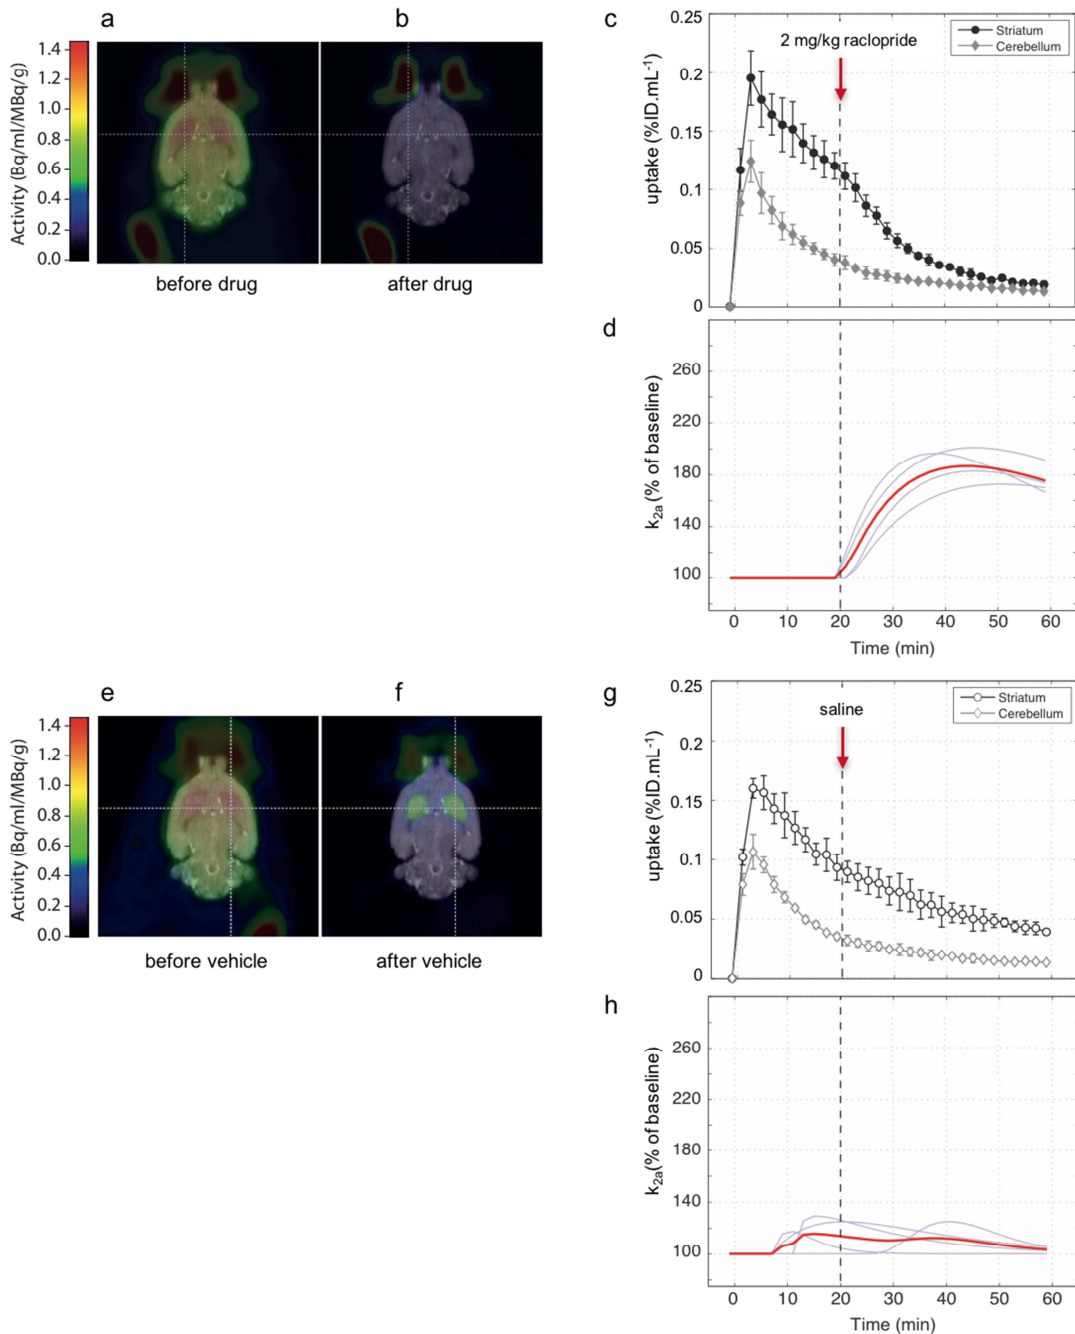 a
b
1.4
1.2
1.0
0.8
0.6
0.4
0.2
0.0
Activity (Bq/ml/MBq/g)
before drug
after drug
c
0.25
0.2
0.15
0.1
0.05
0
uptake (%ID.mL-1)
2 mg/kg raclopride
Striatum
Cerebellum
d
260
220
180
140
100
k2a (% of baseline)
0 10 20 30 40 50 60
Time (min)
e
f
1.4
1.2
1.0
0.8
0.6
0.4
0.2
0.0
Activity (Bq/ml/MBq/g)
before vehicle
after vehicle
g
0.25
0.2
0.15
0.1
0.05
0
uptake (%ID.mL-1)
saline
Striatum
Cerebellum
h
260
220
180
140
100
k2a(% of baseline)
0 10 20 30 40 50 60
Time (min)